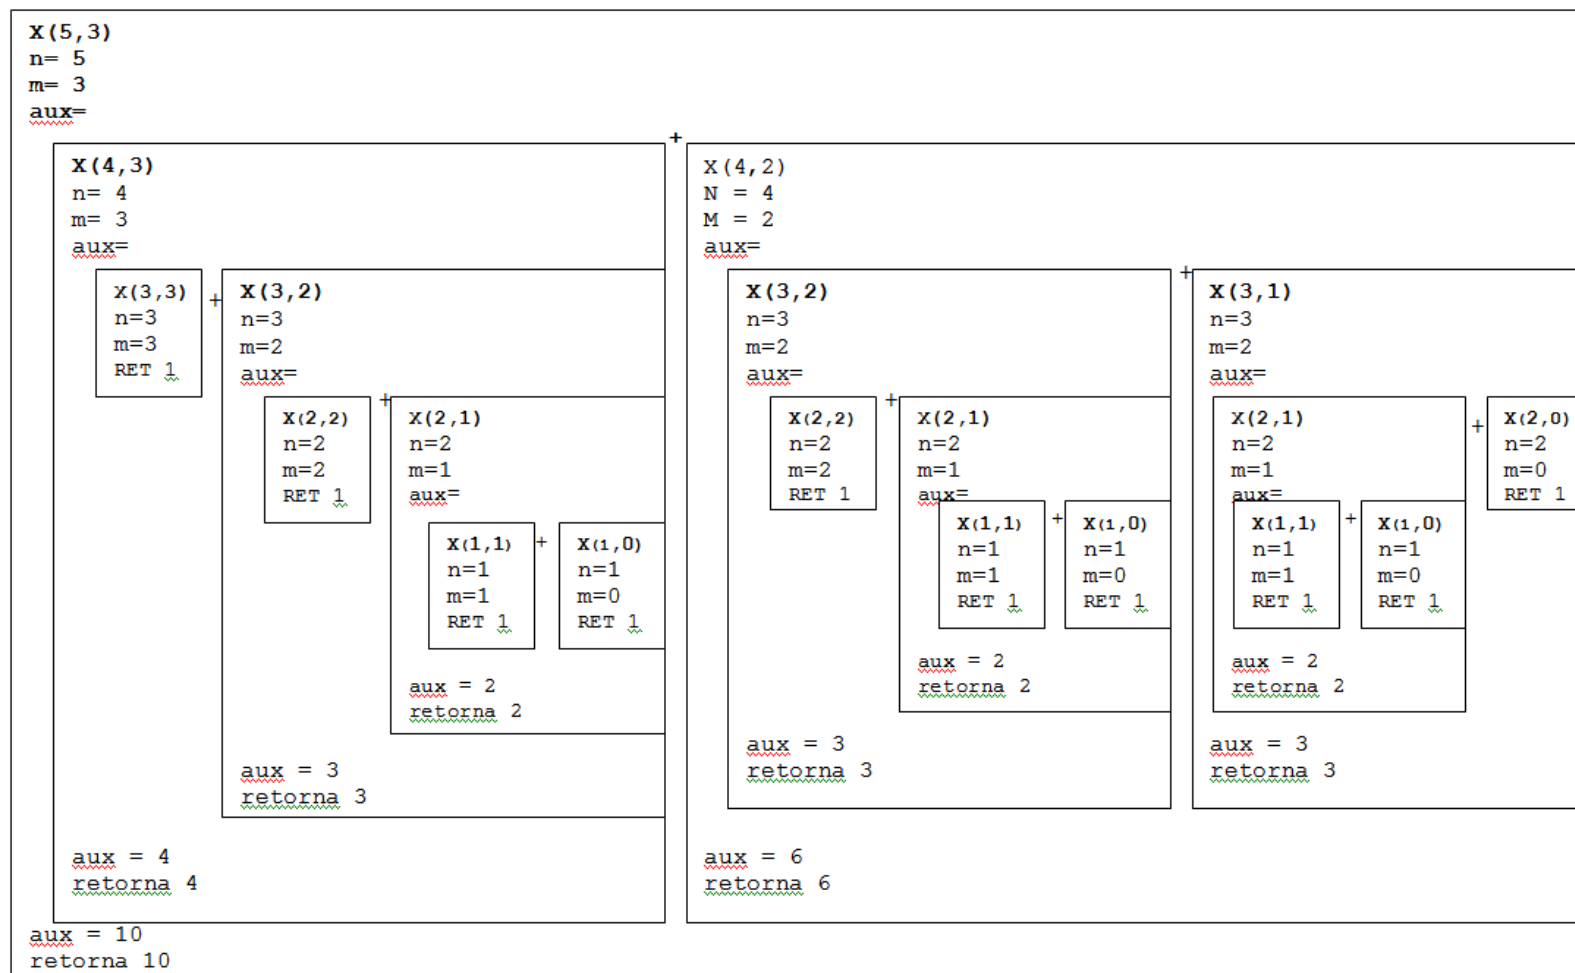 X(5,3)
n= 5
m= 3
aux=
+
X(4,3)
n= 4
m= 3
aux=
X(3,3)
n=3
m=3
RET 1
+
X(3,2)
n=3
m=2
aux=
X(2,2)
n=2
m=2
RET 1
+
X(2,1)
n=2
m=1
aux=
X(1,1)
n=1
m=1
RET 1
+
X(1,0)
n=1
m=0
RET 1
aux = 2
retorna 2
aux = 3
retorna 3
aux = 4
retorna 4
X(4,2)
N = 4
M = 2
aux=
X(3,2)
n=3
m=2
aux=
X(2,2)
n=2
m=2
RET 1
+
X(2,1)
n=2
m=1
aux=
X(1,1)
n=1
m=1
RET 1
+
X(1,0)
n=1
m=0
RET 1
aux = 2
retorna 2
aux = 3
retorna 3
+
X(3,1)
n=3
m=2
aux=
X(2,1)
n=2
m=1
aux=
X(1,1)
n=1
m=1
RET 1
+
X(1,0)
n=1
m=0
RET 1
aux = 2
retorna 2
+
X(2,0)
n=2
m=0
RET 1
aux = 3
retorna 3
aux = 6
retorna 6
aux = 10
retorna 10